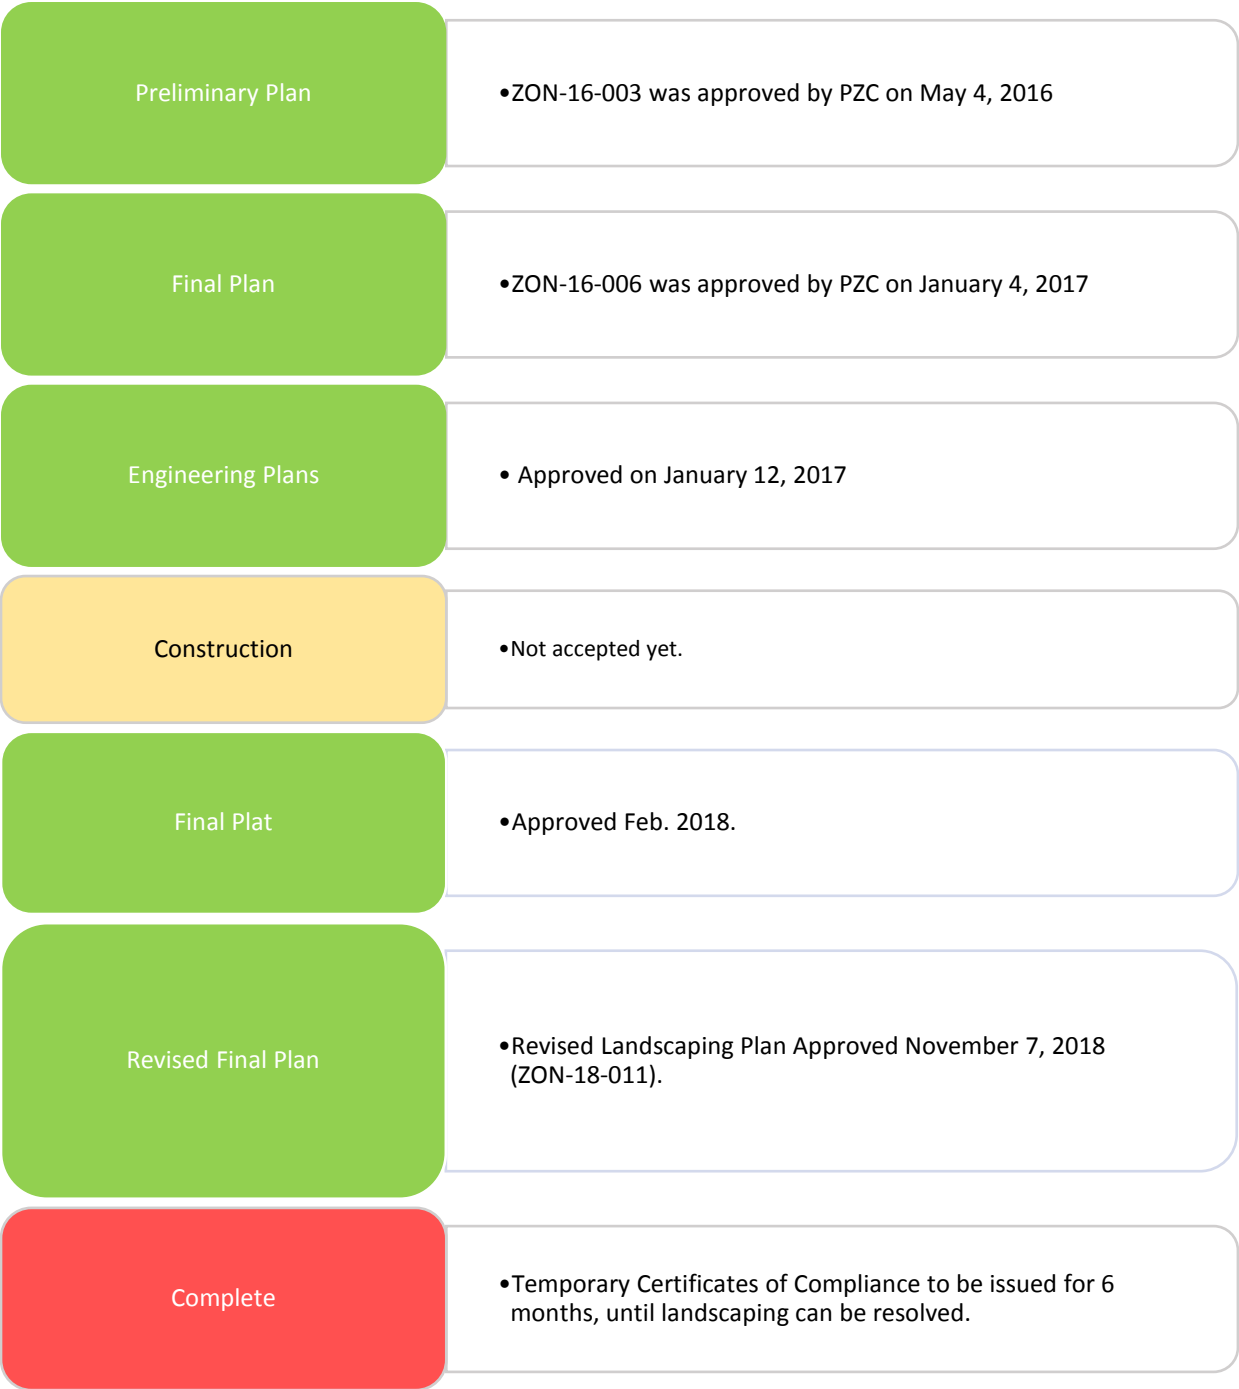 Preliminary Plan
•ZON-16-003 was approved by PZC on May 4, 2016
Final Plan
•ZON-16-006 was approved by PZC on January 4, 2017
Engineering Plans
• Approved on January 12, 2017
Construction
•Not accepted yet.
Final Plat
•Approved Feb. 2018.
Revised Final Plan
•Revised Landscaping Plan Approved November 7, 2018
(ZON-18-011).
Complete
•Temporary Certificates of Compliance to be issued for 6
months, until landscaping can be resolved.